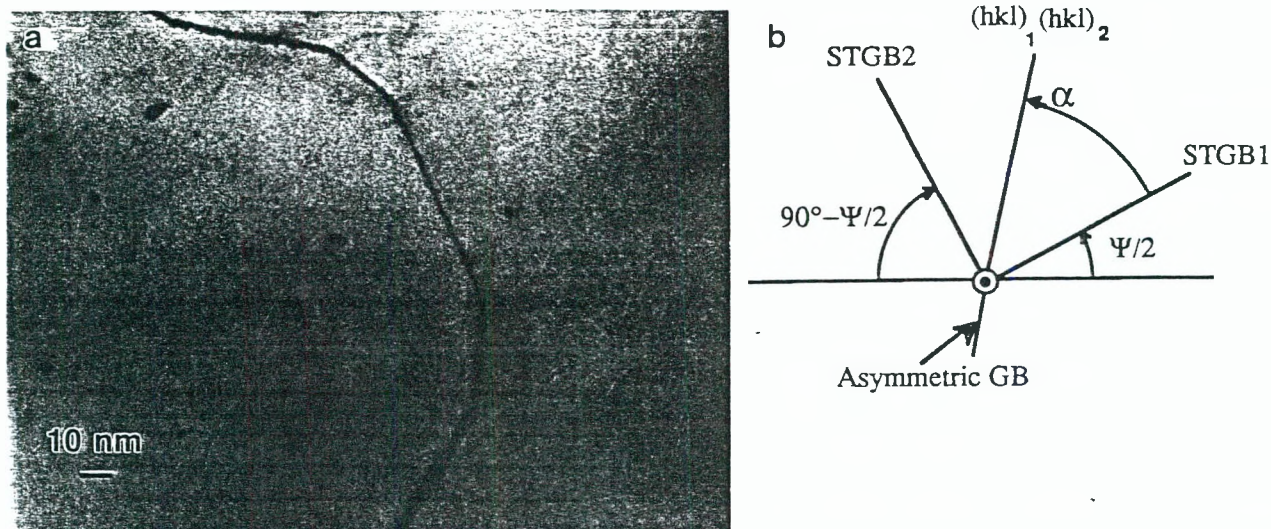 a
10 nm
b
(hkl)₁ (hkl)₂
STGB2
α
STGB1
90°–Ψ/2
Ψ/2
Asymmetric GB